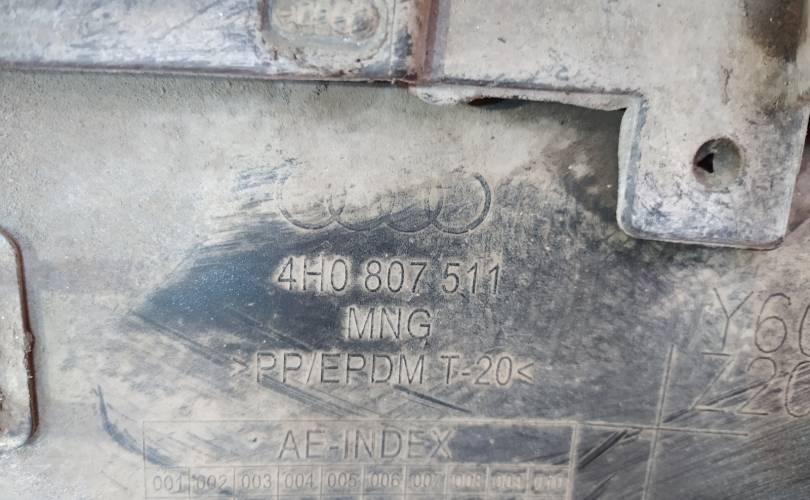 4H0 807 511
MNG
>PP/EPDM T-20<
AE-INDEX
001 002 003 004 005 006 007 008 009 010